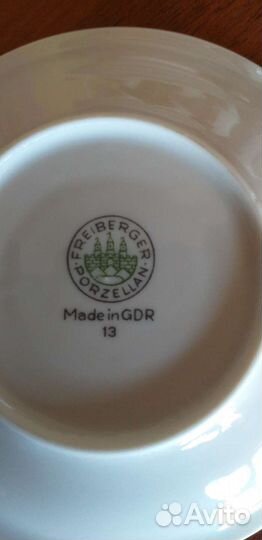 FREIBERGER
PORZELLAN
Made in GDR
13
Avito